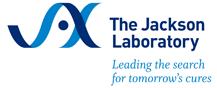 The Jackson
Laboratory
Leading the search
for tomorrow's cures